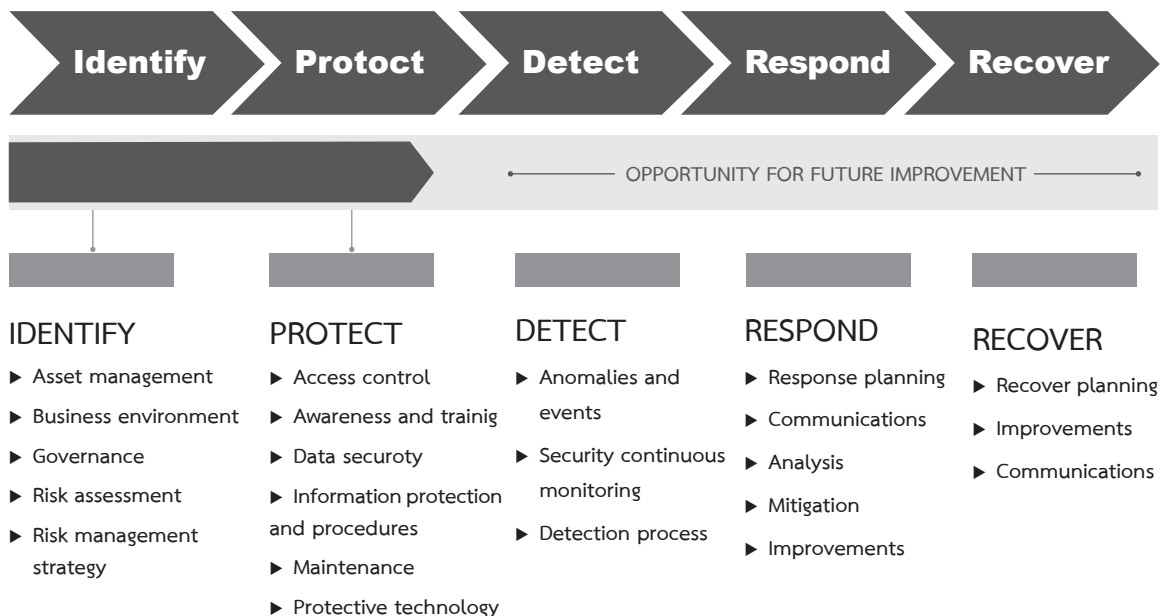 Identify
Protoct
Detect
Respond
Recover
OPPORTUNITY FOR FUTURE IMPROVEMENT
IDENTIFY
▶ Asset management
▶ Business environment
▶ Governance
▶ Risk assessment
▶ Risk management
strategy
PROTECT
▶ Access control
▶ Awareness and trainig
▶ Data securoty
▶ Information protection
and procedures
▶ Maintenance
▶ Protective technology
DETECT
▶ Anomalies and
events
▶ Security continuous
monitoring
▶ Detection process
RESPOND
▶ Response planning
▶ Communications
▶ Analysis
▶ Mitigation
▶ Improvements
RECOVER
▶ Recover planning
▶ Improvements
▶ Communications